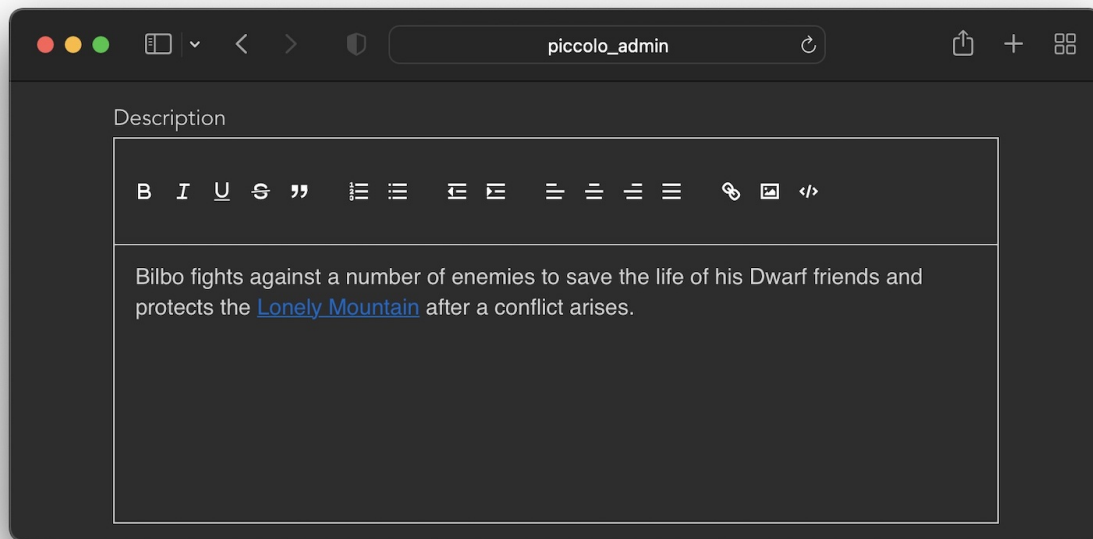 piccolo_admin
Description
Bilbo fights against a number of enemies to save the life of his Dwarf friends and
protects the Lonely Mountain after a conflict arises.